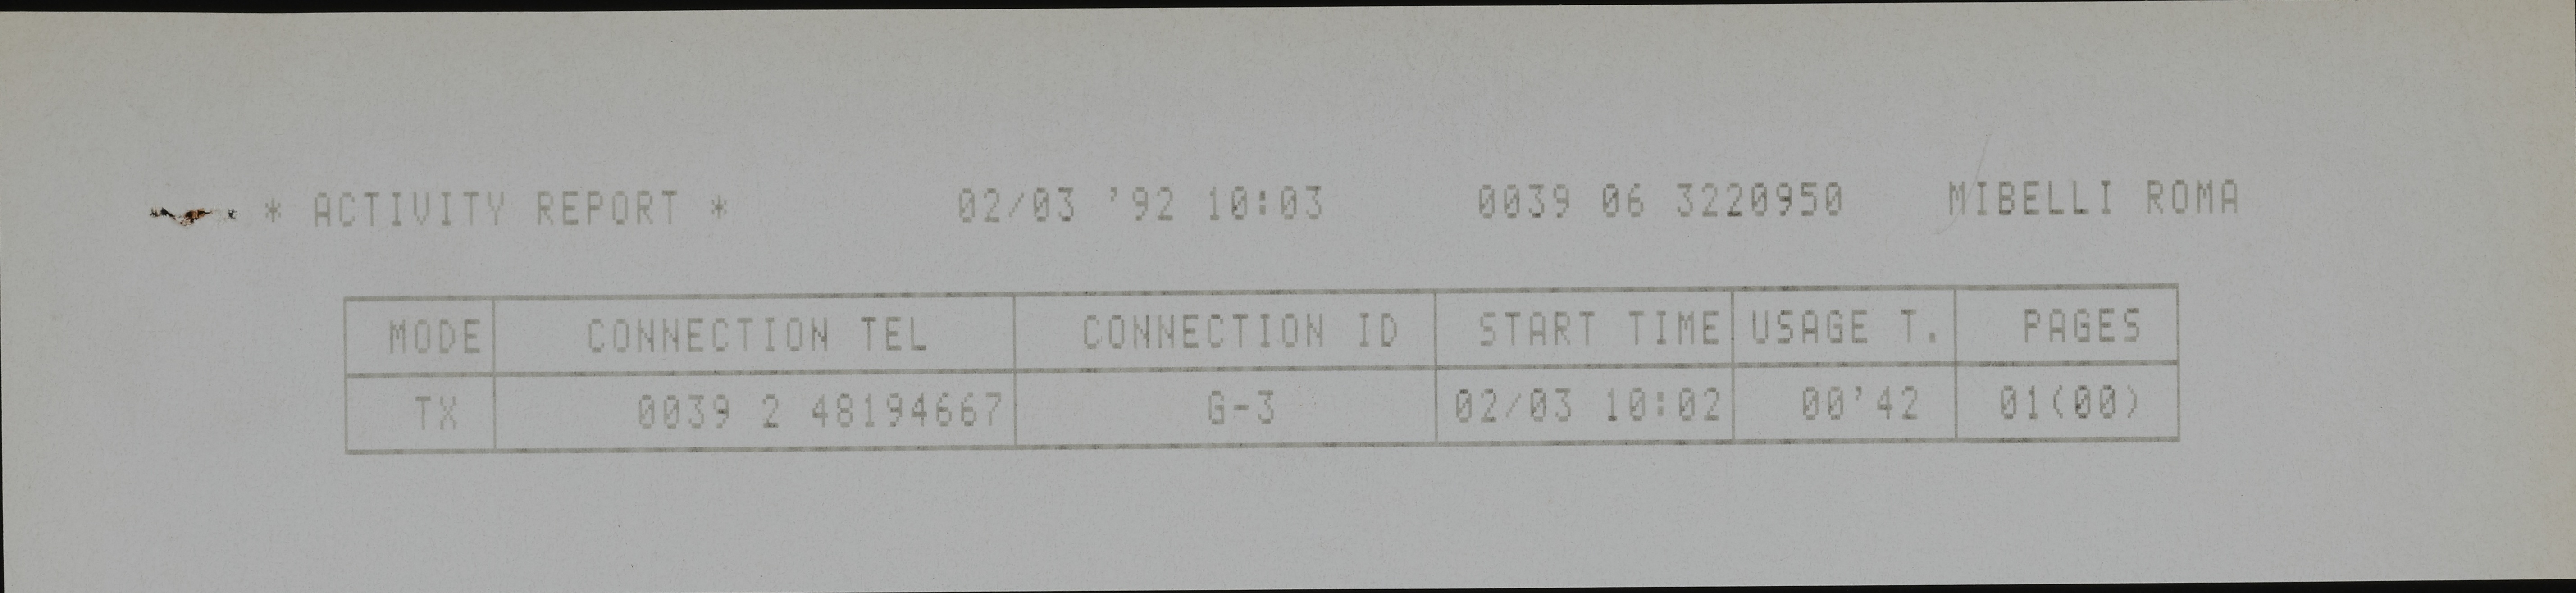 * ACTIVITY REPORT * 02/03 '92 10:03 0039 06 3220950 MIBELLI ROMA
MODE CONNECTION TEL CONNECTION ID START TIME USAGE T. PAGES
TX 0039 2 48194667 G-3 02/03 10:02 00'42 01(00)